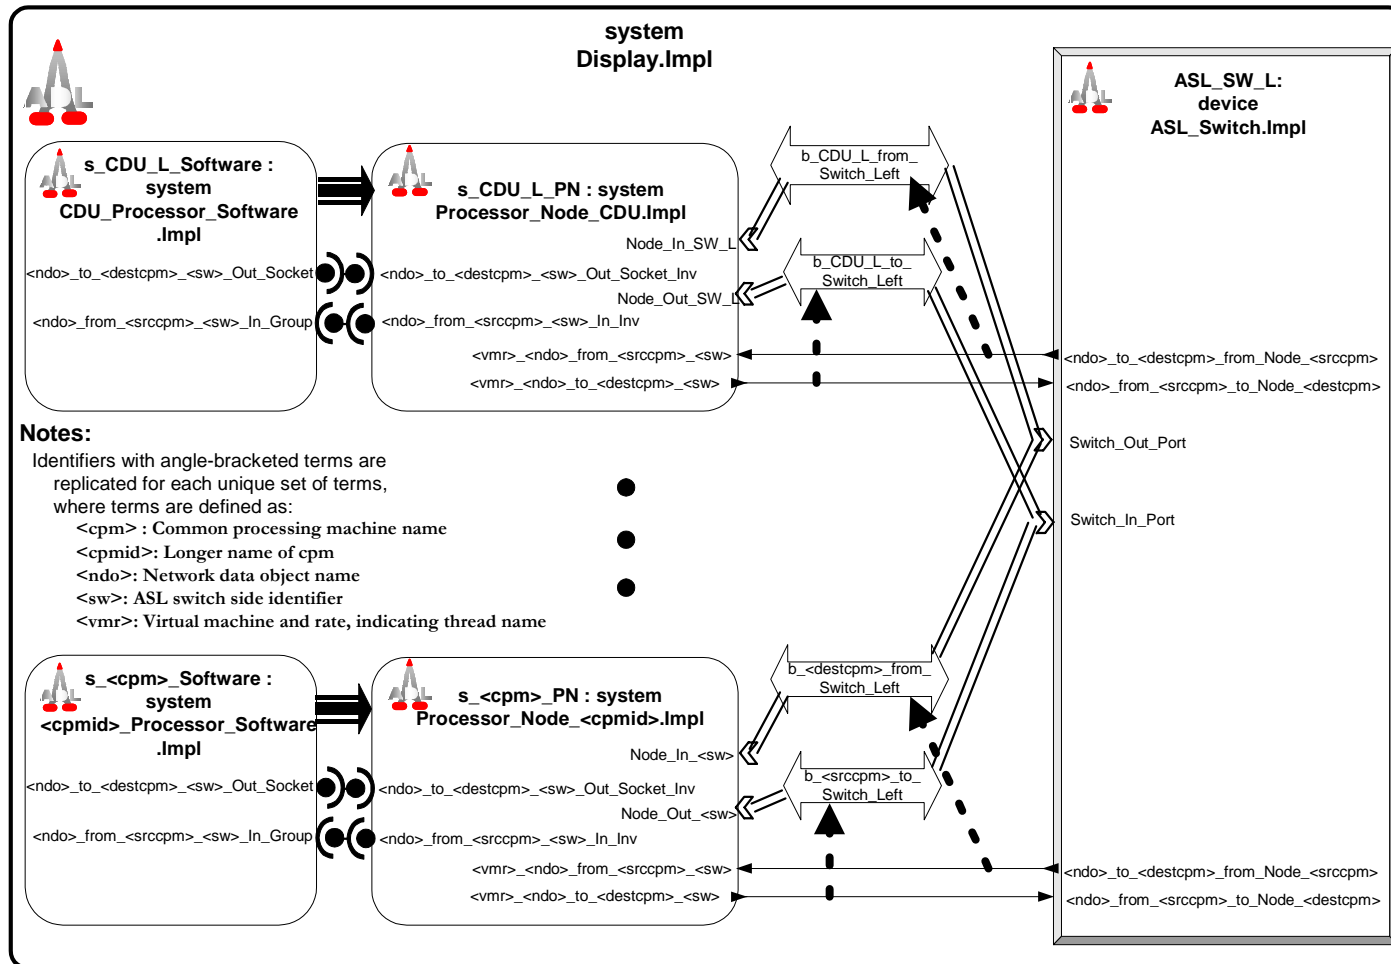 system
Display.Impl
ASL_SW_L:
device
ASL_Switch.Impl
s_CDU_L_Software :
system
CDU_Processor_Software
.Impl
<ndo>_to_<destcpm>_<sw>_Out_Socket
<ndo>_from_<srccpm>_<sw>_In_Group
s_CDU_L_PN : system
Processor_Node_CDU.Impl
Node_In_SW_L
<ndo>_to_<destcpm>_<sw>_Out_Socket_Inv
Node_Out_SW_L
<ndo>_from_<srccpm>_<sw>_In_Inv
<vmr>_<ndo>_from_<srccpm>_<sw>
<vmr>_<ndo>_to_<destcpm>_<sw>
b_CDU_L_from_
Switch_Left
b_CDU_L_to_
Switch_Left
<ndo>_to_<destcpm>_from_Node_<srccpm>
<ndo>_from_<srccpm>_to_Node_<destcpm>
Switch_Out_Port
Switch_In_Port
Notes:
Identifiers with angle-bracketed terms are
replicated for each unique set of terms,
where terms are defined as:
<cpm> : Common processing machine name
<cpmid>: Longer name of cpm
<ndo>: Network data object name
<sw>: ASL switch side identifier
<vmr>: Virtual machine and rate, indicating thread name
s_<cpm>_Software :
system
<cpmid>_Processor_Software
.Impl
<ndo>_to_<destcpm>_<sw>_Out_Socket
<ndo>_from_<srccpm>_<sw>_In_Group
s_<cpm>_PN : system
Processor_Node_<cpmid>.Impl
Node_In_<sw>
<ndo>_to_<destcpm>_<sw>_Out_Socket_Inv
Node_Out_<sw>
<ndo>_from_<srccpm>_<sw>_In_Inv
<vmr>_<ndo>_from_<srccpm>_<sw>
<vmr>_<ndo>_to_<destcpm>_<sw>
b_<destcpm>_from_
Switch_Left
b_<srccpm>_to_
Switch_Left
<ndo>_to_<destcpm>_from_Node_<srccpm>
<ndo>_from_<srccpm>_to_Node_<destcpm>